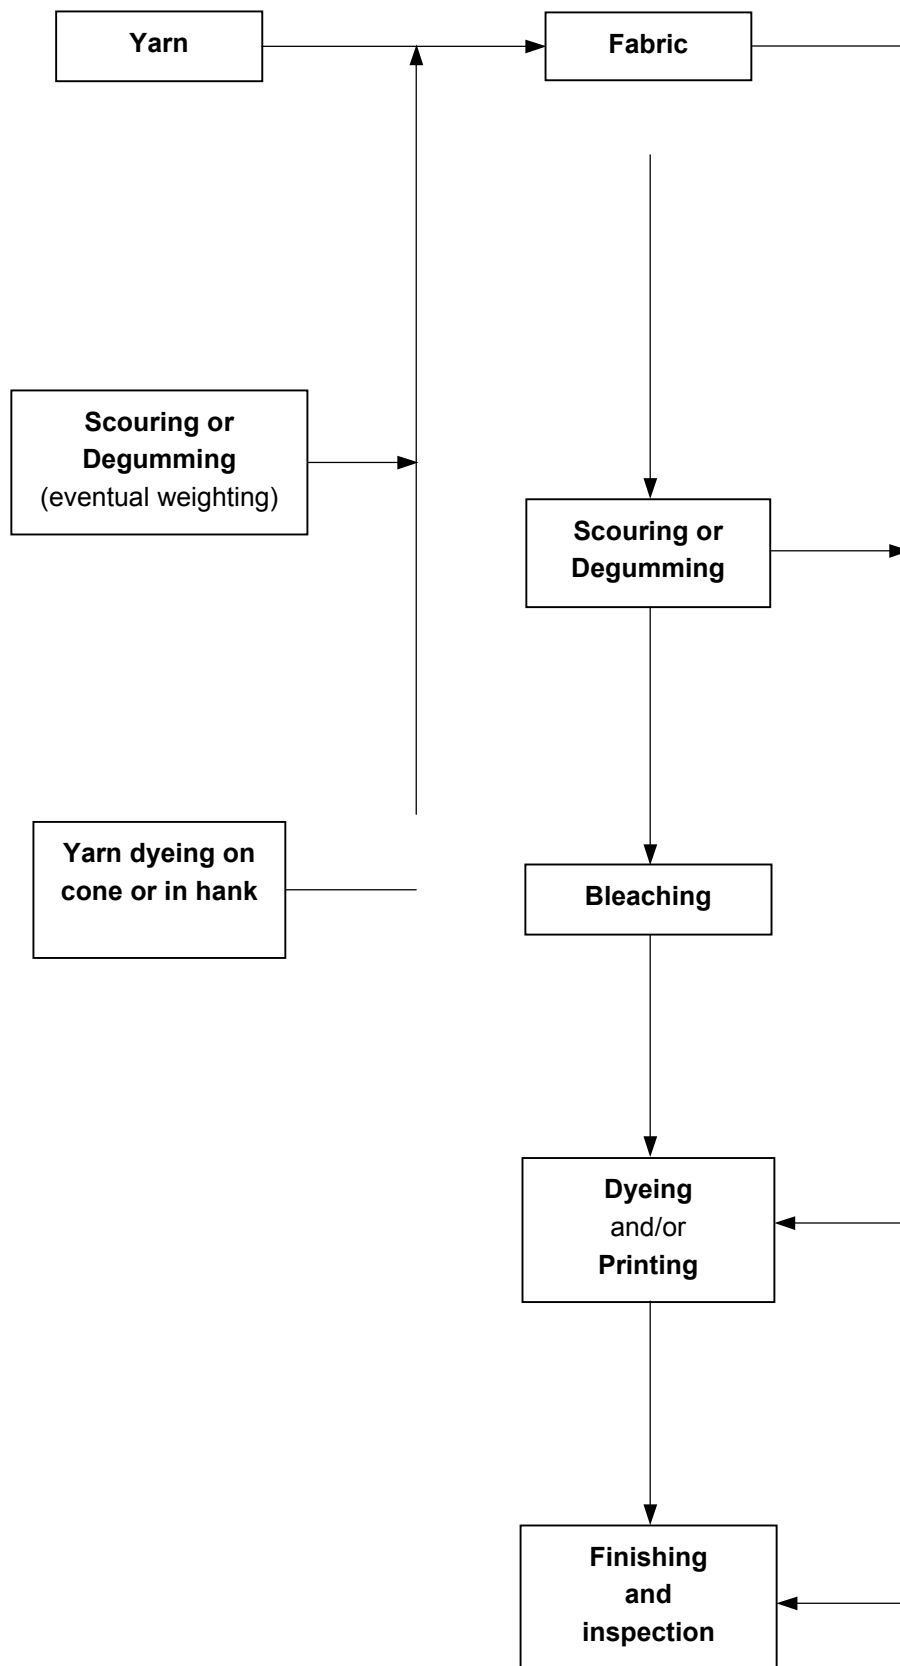 Yarn
Fabric
Scouring or
Degumming
(eventual weighting)
Scouring or
Degumming
Yarn dyeing on
cone or in hank
Bleaching
Dyeing
and/or
Printing
Finishing
and
inspection